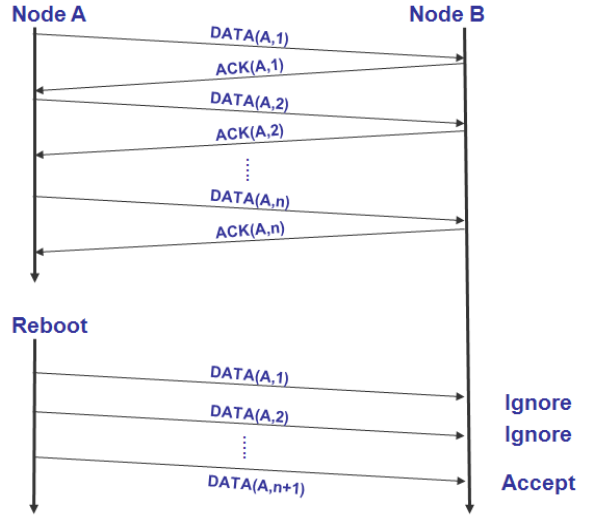 Node A
Node B
DATA(A,1)
ACK(A,1)
DATA(A,2)
ACK(A,2)
DATA(A,n)
ACK(A,n)
Reboot
DATA(A,1)
Ignore
DATA(A,2)
Ignore
DATA(A,n+1)
Accept